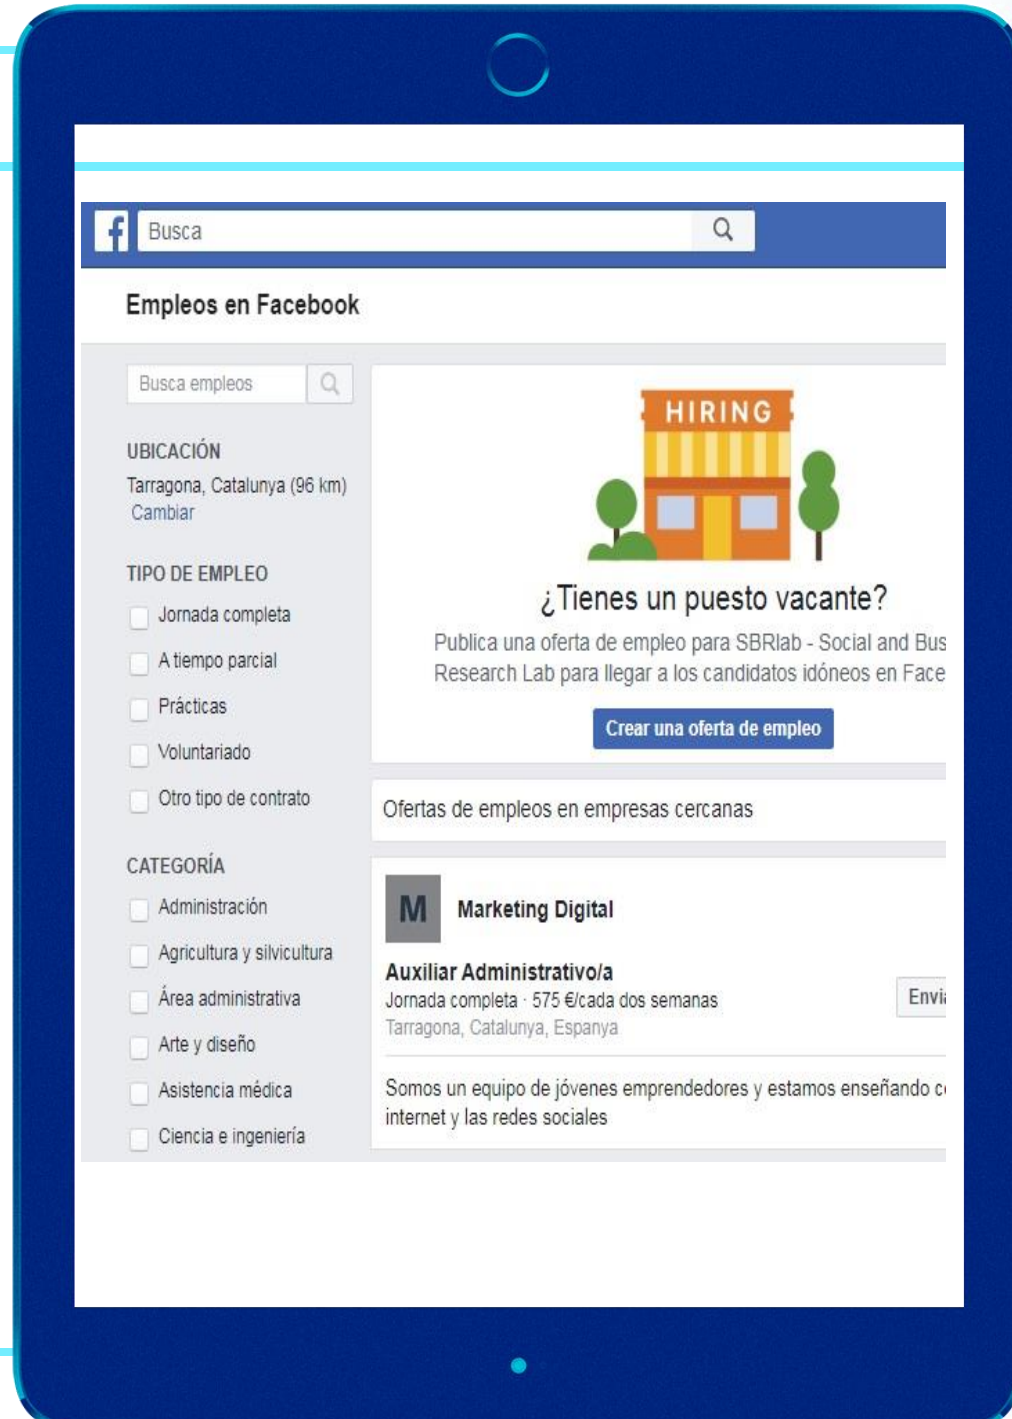 f
Busca
Empleos en Facebook
Busca empleos
UBICACIÓN
Tarragona, Catalunya (96 km)
Cambiar
TIPO DE EMPLEO
Jornada completa
A tiempo parcial
Prácticas
Voluntariado
Otro tipo de contrato
CATEGORÍA
Administración
Agricultura y silvicultura
Área administrativa
Arte y diseño
Asistencia médica
Ciencia e ingeniería
HIRING
¿Tienes un puesto vacante?
Publica una oferta de empleo para SBRlab - Social and Bus
Research Lab para llegar a los candidatos idóneos en Face
Crear una oferta de empleo
Ofertas de empleos en empresas cercanas
M
Marketing Digital
Auxiliar Administrativo/a
Jornada completa · 575 €/cada dos semanas
Tarragona, Catalunya, Espanya
Envia
Somos un equipo de jóvenes emprendedores y estamos enseñando c
internet y las redes sociales